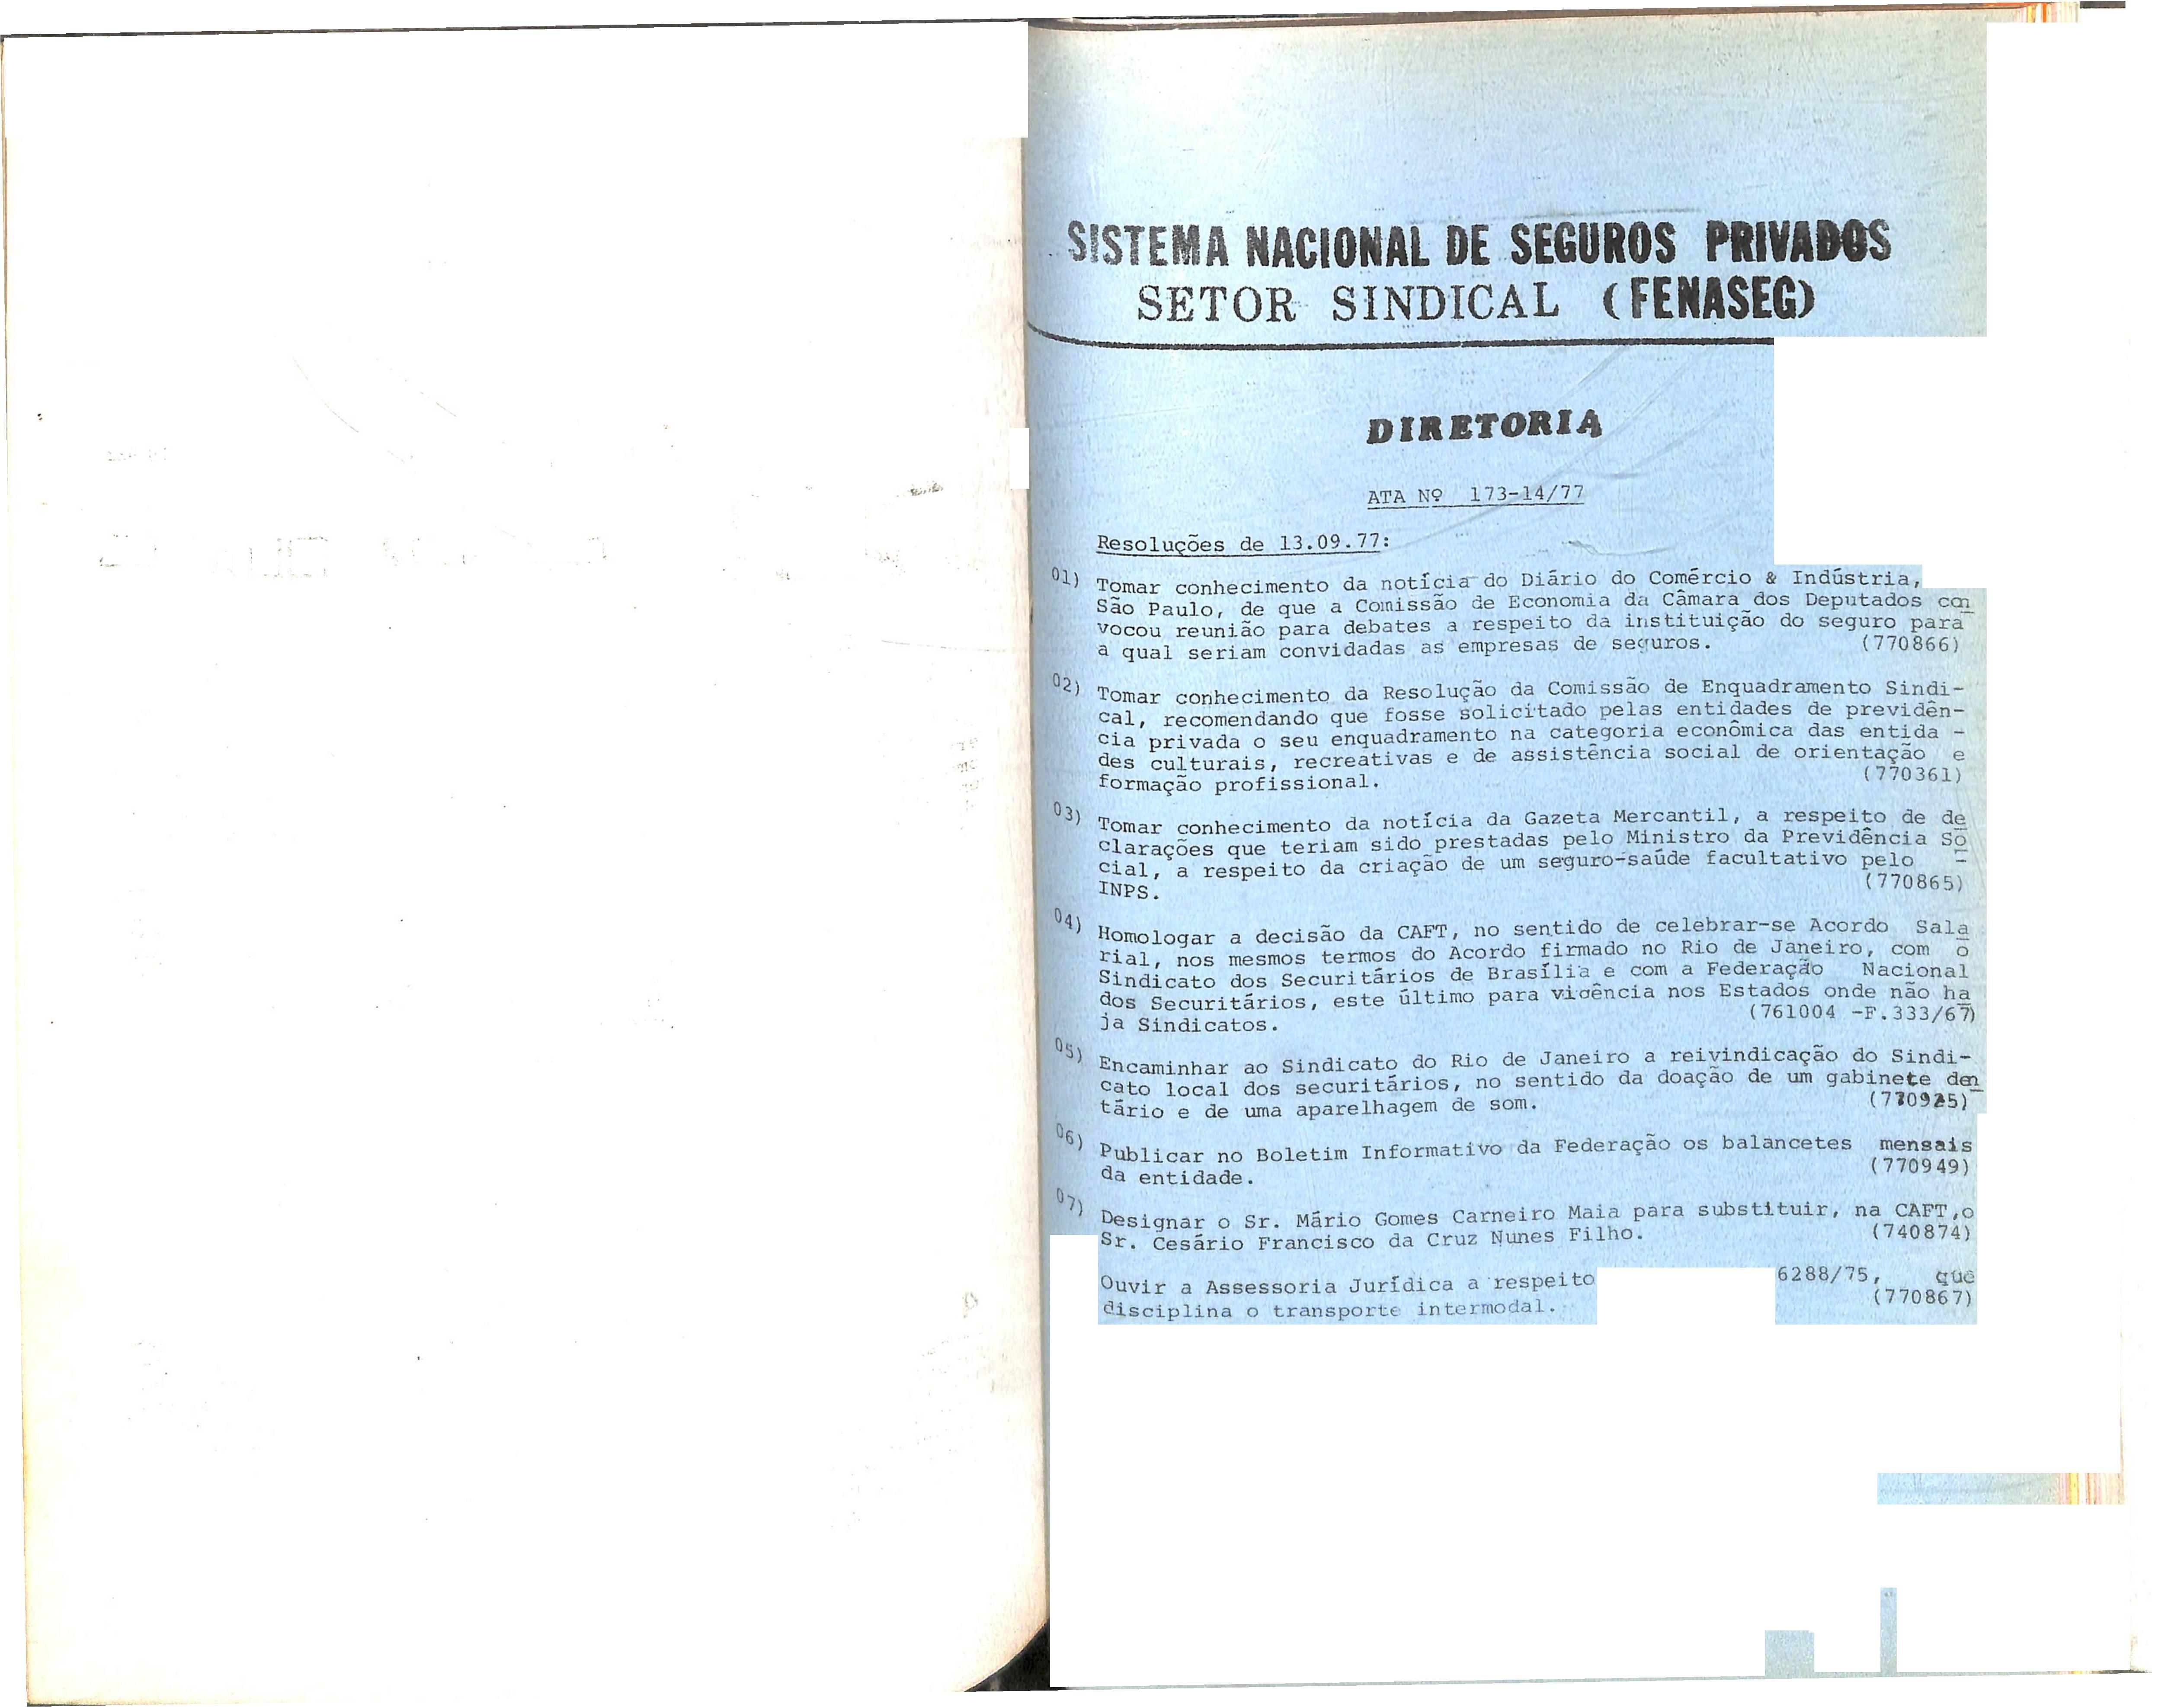 SISTEMA NACIONAL DE SEGUROS PRIVADOS
SETOR SINDICAL (FENASEG)
DIRETORIA
ATA Nº 173-14/77
Resoluções de 13.09.77:
01) Tomar conhecimento da notícia do Diário do Comércio & Indústria,
São Paulo, de que a Comissão de Economia da Câmara dos Deputados con
vocou reunião para debates a respeito da instituição do seguro para
a qual seriam convidadas as empresas de seguros. (770866)
02) Tomar conhecimento da Resolução da Comissão de Enquadramento Sindi-
cal, recomendando que fosse solicitado pelas entidades de previdên-
cia privada o seu enquadramento na categoria econômica das entida -
des culturais, recreativas e de assistência social de orientação e
formação profissional. (770361)
03) Tomar conhecimento da notícia da Gazeta Mercantil, a respeito de de
clarações que teriam sido prestadas pelo Ministro da Previdência So
cial, a respeito da criação de um seguro-saúde facultativo pelo
INPS. (770865)
04) Homologar a decisão da CAFT, no sentido de celebrar-se Acordo Sala
rial, nos mesmos termos do Acordo firmado no Rio de Janeiro, com o
Sindicato dos Securitários de Brasília e com a Federação Nacional
dos Securitários, este último para vigência nos Estados onde não ha
ja Sindicatos. (761004 -F.333/67)
05) Encaminhar ao Sindicato do Rio de Janeiro a reivindicação do Sindi-
cato local dos securitários, no sentido da doação de um gabinete den
tário e de uma aparelhagem de som. (770925)
06) Publicar no Boletim Informativo da Federação os balancetes mensais
da entidade. (770949)
07) Designar o Sr. Mário Gomes Carneiro Maia para substituir, na CAFT,o
Sr. Cesário Francisco da Cruz Nunes Filho. (740874)
Ouvir a Assessoria Jurídica a respeito 6288/75, que
disciplina o transporte intermodal. (770867)